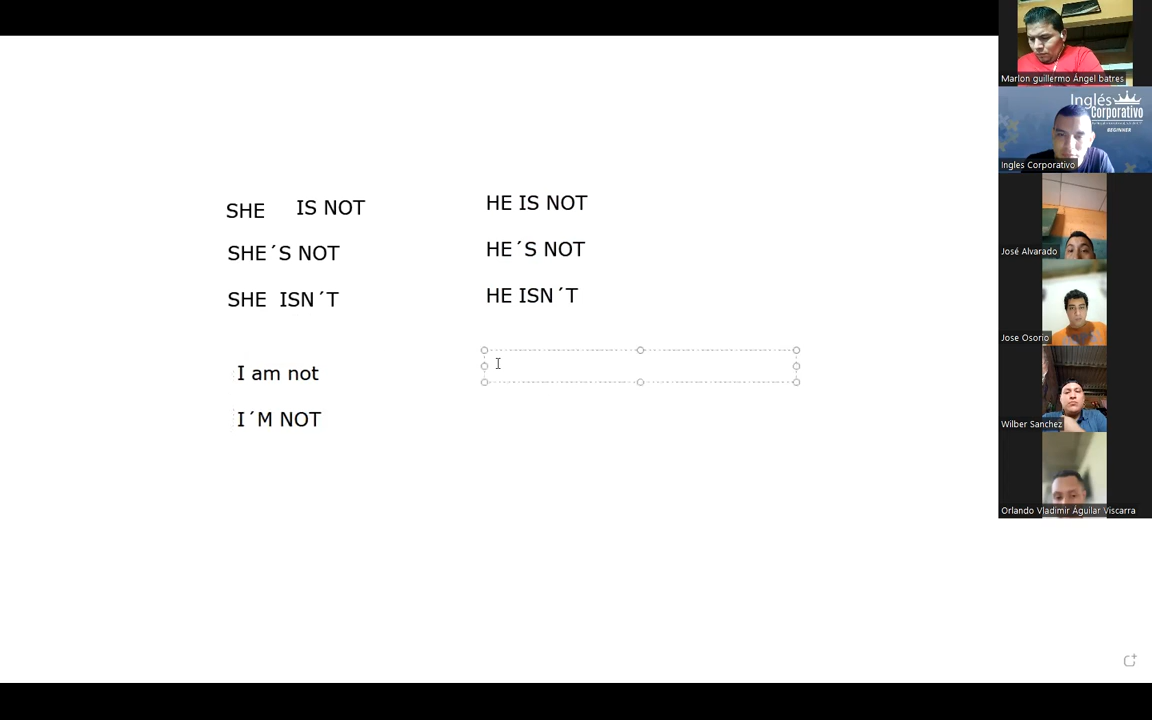 SHE IS NOT
SHE´S NOT
SHE ISN´T
I am not
I´M NOT
HE IS NOT
HE´S NOT
HE ISN´T
Marlon guillermo Ángel batres
Inglés
Corporativo
BEGINNER
Ingles Corporativo
José Alvarado
Jose Osorio
Wilber Sanchez
Orlando Vladimir Águilar Viscarra